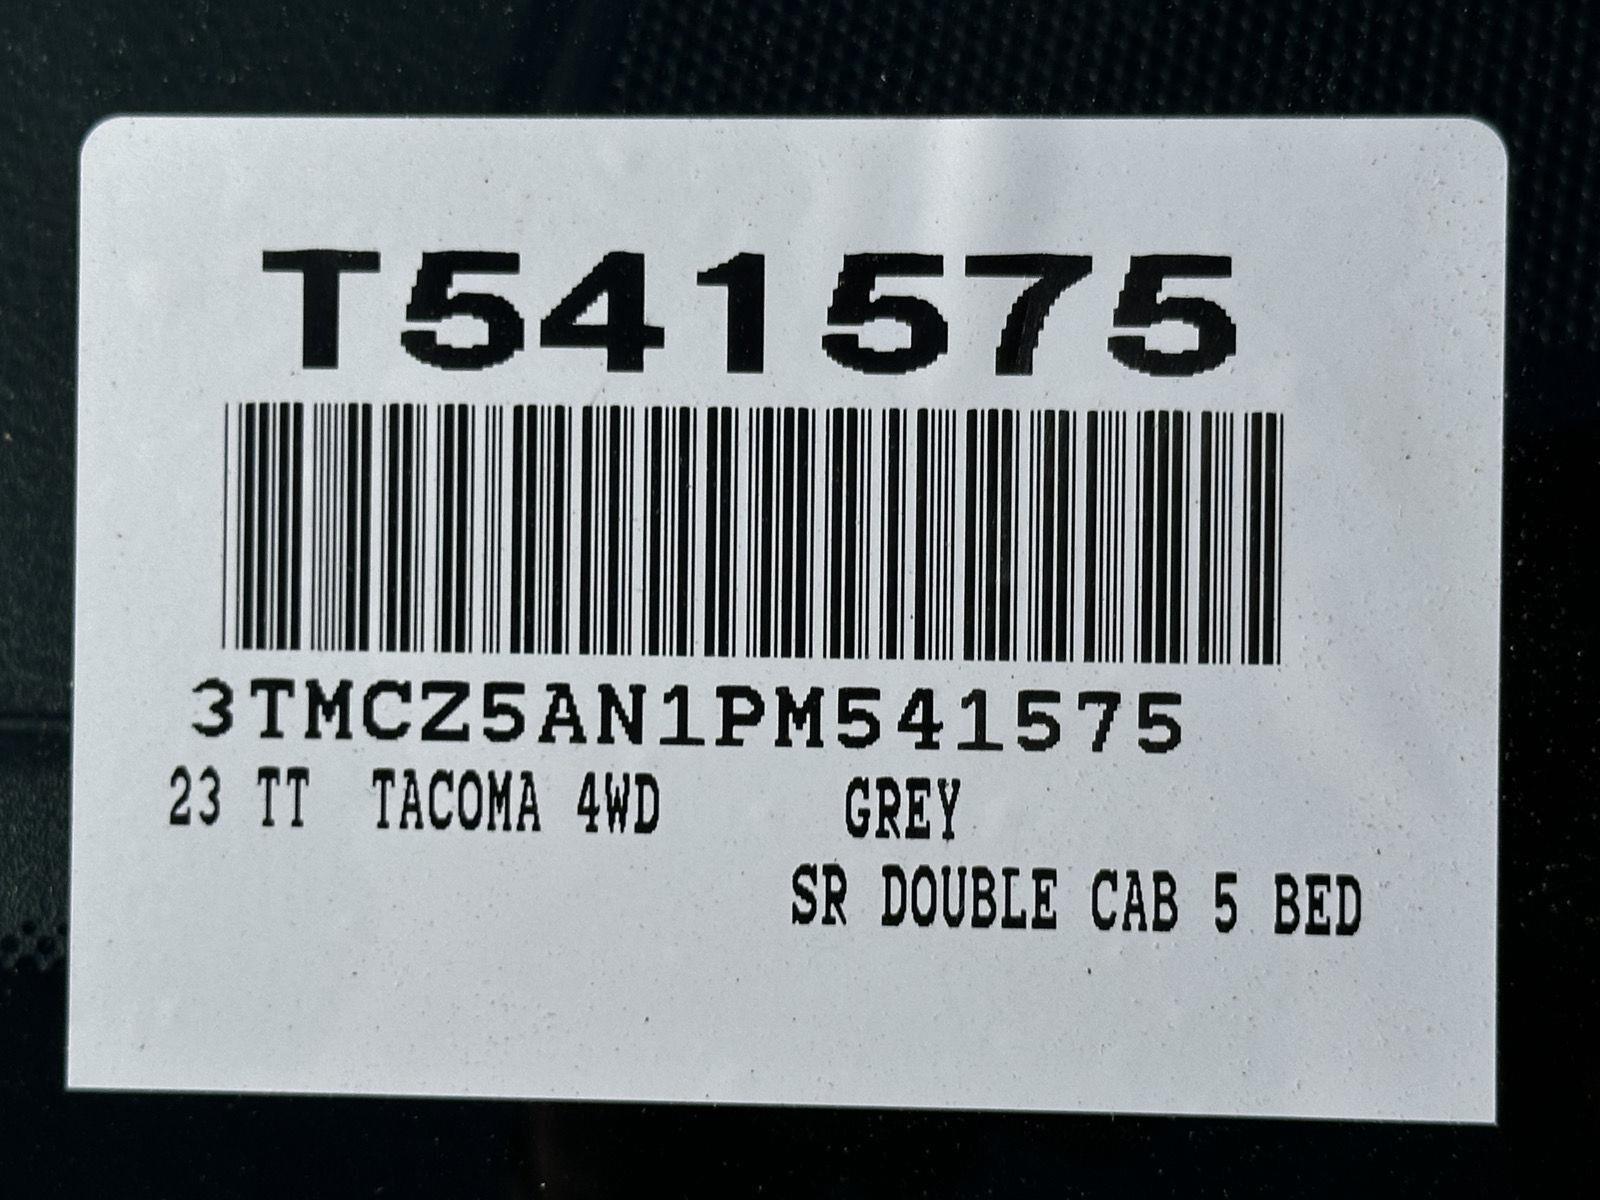 T541575
3TMCZ5AN1PM541575
23 TT TACOMA 4WD GREY
SR DOUBLE CAB 5 BED